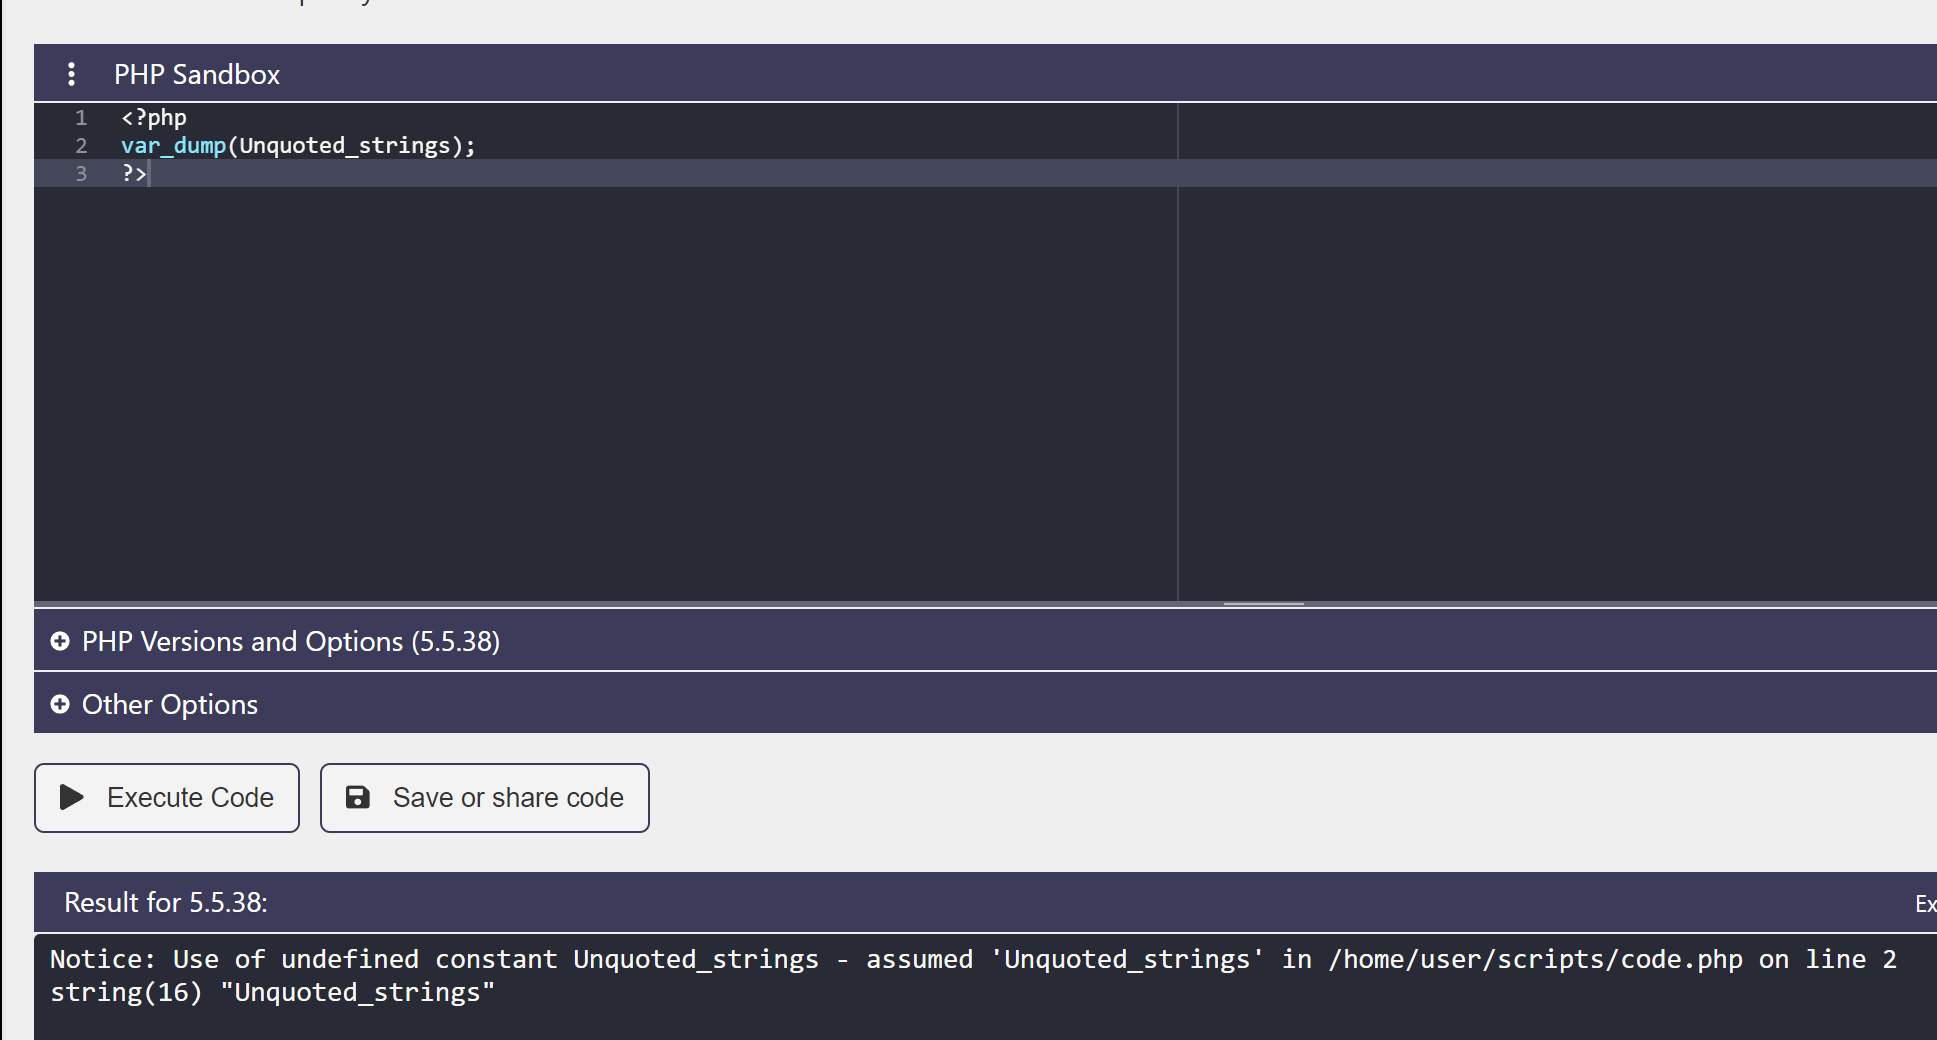 PHP Sandbox
1 <?php
2 var_dump(Unquoted_strings);
3 ?>
PHP Versions and Options (5.5.38)
Other Options
Execute Code
Save or share code
Result for 5.5.38:
Ex
Notice: Use of undefined constant Unquoted_strings - assumed 'Unquoted_strings' in /home/user/scripts/code.php on line 2
string(16) "Unquoted_strings"